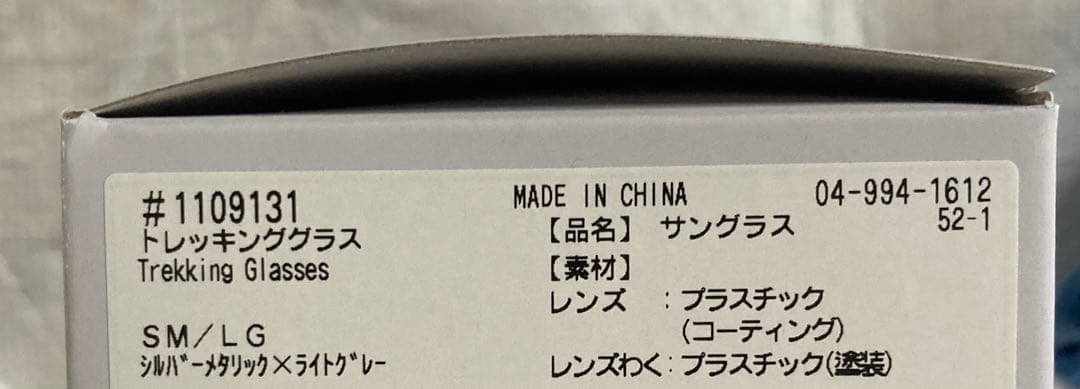 #1109131
トレッキンググラス
Trekking Glasses
SM/LG
ｼﾙﾊﾞｰﾒﾀﾘｯｸ×ﾗｲﾄｸﾞﾚｰ
MADE IN CHINA
【品名】 サングラス
【素材】
レンズ :プラスチック
(コーティング)
レンズわく:プラスチック(塗装)
04-994-1612
52-1